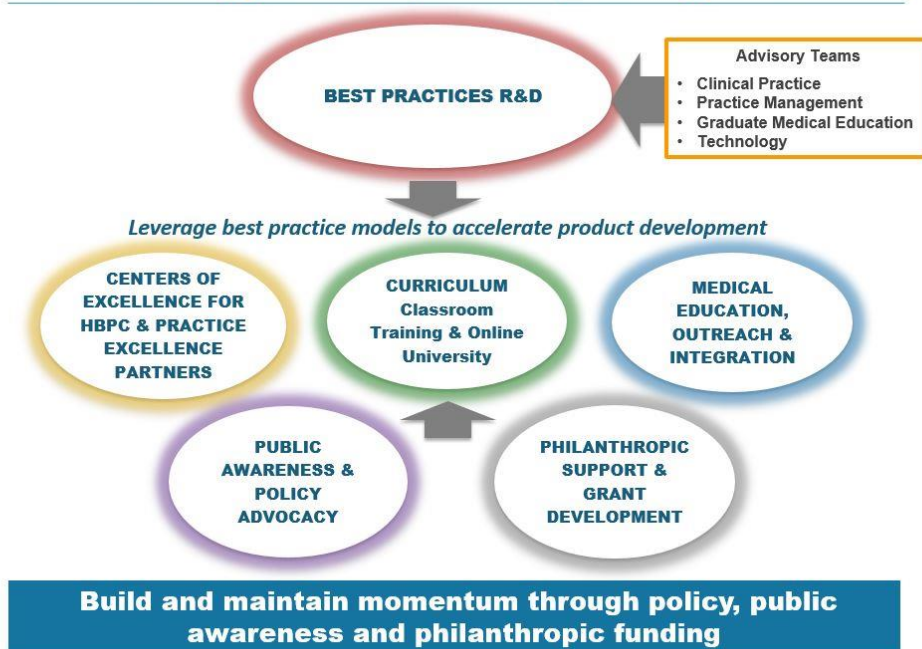 BEST PRACTICES R&D
Advisory Teams
• Clinical Practice
• Practice Management
• Graduate Medical Education
• Technology
Leverage best practice models to accelerate product development
CENTERS OF
EXCELLENCE FOR
HBPC & PRACTICE
EXCELLENCE
PARTNERS
CURRICULUM
Classroom
Training & Online
University
MEDICAL
EDUCATION,
OUTREACH &
INTEGRATION
PUBLIC
AWARENESS &
POLICY
ADVOCACY
PHILANTHROPIC
SUPPORT &
GRANT
DEVELOPMENT
Build and maintain momentum through policy, public
awareness and philanthropic funding